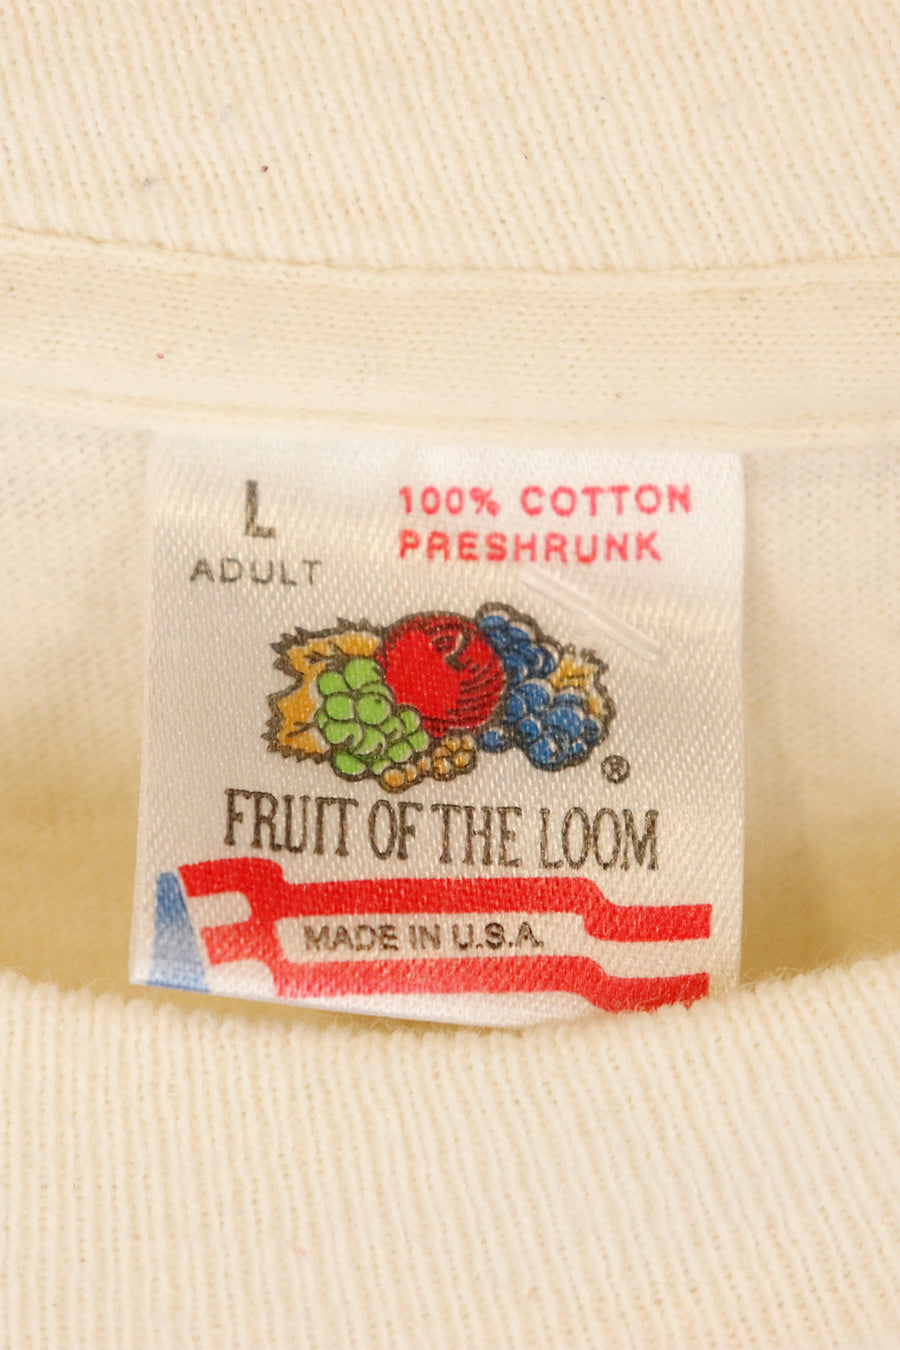 L
ADULT
100% COTTON
PRESHRUNK
®
FRUIT OF THE LOOM
MADE IN U.S.A.